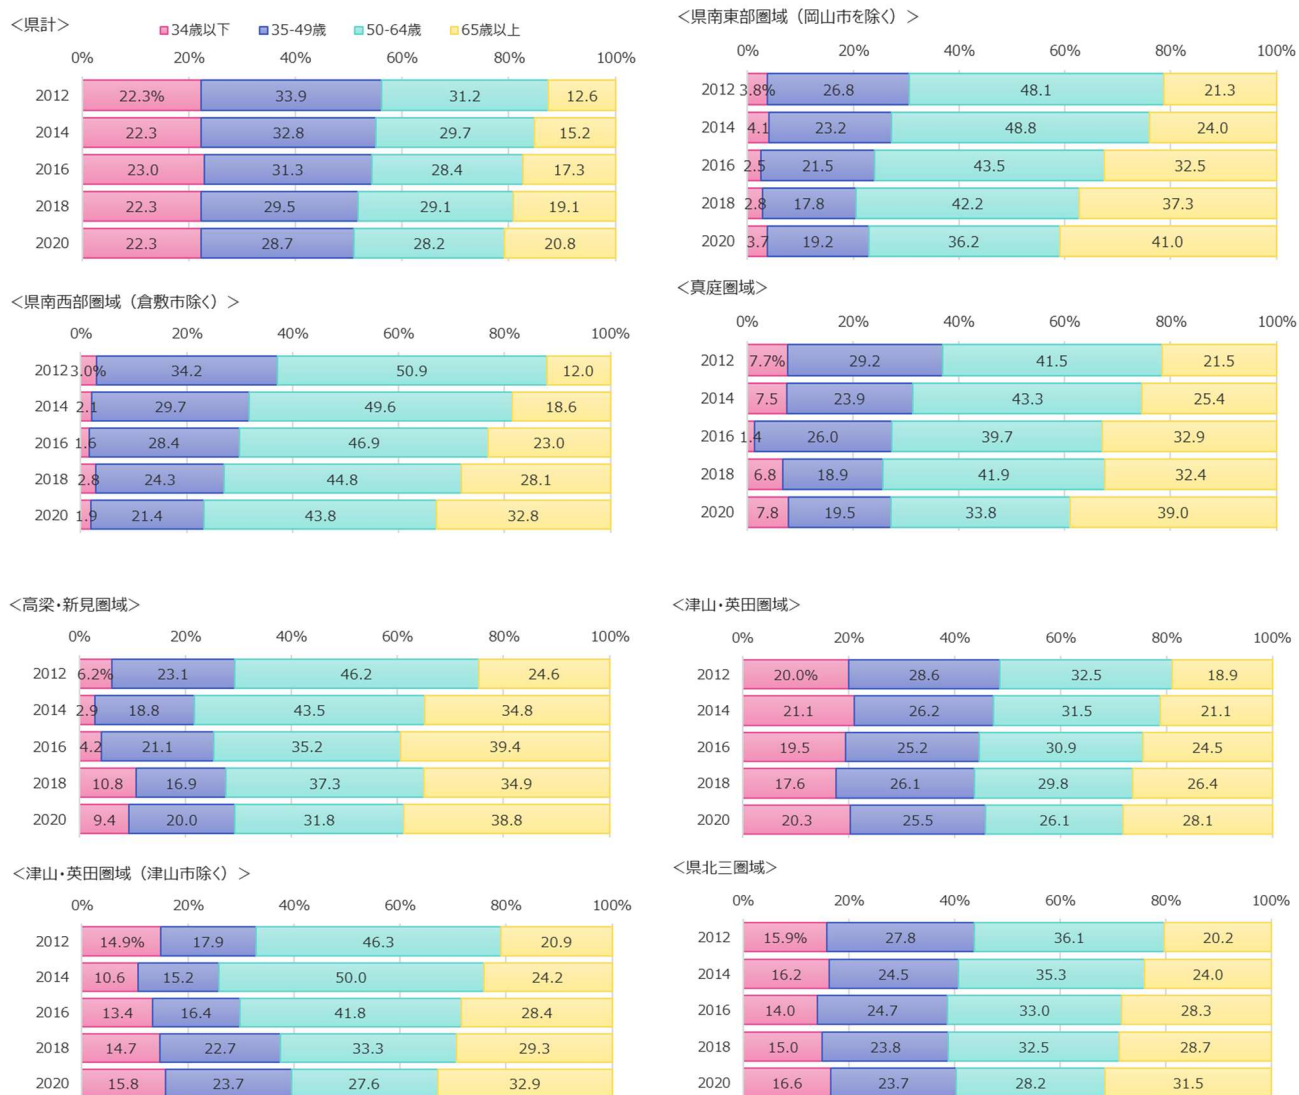 ＜県計＞
34歳以下 35-49歳 50-64歳 65歳以上
0% 20% 40% 60% 80% 100%
2012 22.3% 33.9 31.2 12.6
2014 22.3 32.8 29.7 15.2
2016 23.0 31.3 28.4 17.3
2018 22.3 29.5 29.1 19.1
2020 22.3 28.7 28.2 20.8
＜県南東部圏域（岡山市を除く）＞
0% 20% 40% 60% 80% 100%
2012 3.8% 26.8 48.1 21.3
2014 4.1 23.2 48.8 24.0
2016 2.5 21.5 43.5 32.5
2018 2.8 17.8 42.2 37.3
2020 3.7 19.2 36.2 41.0
＜県南西部圏域（倉敷市除く）＞
0% 20% 40% 60% 80% 100%
2012 3.0% 34.2 50.9 12.0
2014 2.1 29.7 49.6 18.6
2016 1.6 28.4 46.9 23.0
2018 2.8 24.3 44.8 28.1
2020 1.9 21.4 43.8 32.8
＜真庭圏域＞
0% 20% 40% 60% 80% 100%
2012 7.7% 29.2 41.5 21.5
2014 7.5 23.9 43.3 25.4
2016 1.4 26.0 39.7 32.9
2018 6.8 18.9 41.9 32.4
2020 7.8 19.5 33.8 39.0
＜高梁・新見圏域＞
0% 20% 40% 60% 80% 100%
2012 6.2% 23.1 46.2 24.6
2014 2.9 18.8 43.5 34.8
2016 4.2 21.1 35.2 39.4
2018 10.8 16.9 37.3 34.9
2020 9.4 20.0 31.8 38.8
＜津山・英田圏域＞
0% 20% 40% 60% 80% 100%
2012 20.0% 28.6 32.5 18.9
2014 21.1 26.2 31.5 21.1
2016 19.5 25.2 30.9 24.5
2018 17.6 26.1 29.8 26.4
2020 20.3 25.5 26.1 28.1
＜津山・英田圏域（津山市除く）＞
0% 20% 40% 60% 80% 100%
2012 14.9% 17.9 46.3 20.9
2014 10.6 15.2 50.0 24.2
2016 13.4 16.4 41.8 28.4
2018 14.7 22.7 33.3 29.3
2020 15.8 23.7 27.6 32.9
＜県北三圏域＞
0% 20% 40% 60% 80% 100%
2012 15.9% 27.8 36.1 20.2
2014 16.2 24.5 35.3 24.0
2016 14.0 24.7 33.0 28.3
2018 15.0 23.8 32.5 28.7
2020 16.6 23.7 28.2 31.5